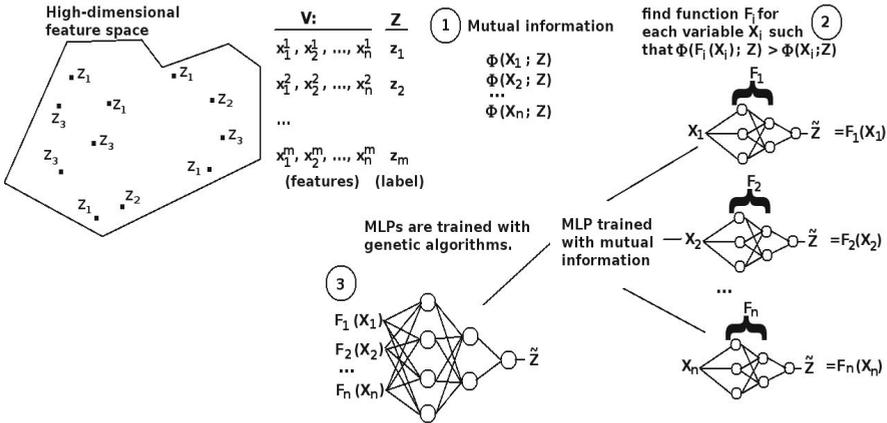 High-dimensional
feature space
z₁
z₁
z₁
z₂
z₃
z₃
z₃
z₃
z₁
z₂
z₁
V: Z
x₁¹, x₂¹, ..., xₙ¹ z₁
x₁², x₂², ..., xₙ² z₂
...
x₁ᵐ, x₂ᵐ, ..., xₙᵐ zₘ
(features) (label)
1 Mutual information
Φ(X₁; Z)
Φ(X₂; Z)
...
Φ(Xₙ; Z)
find function Fᵢ for
each variable Xᵢ such
that Φ(Fᵢ(Xᵢ); Z) > Φ(Xᵢ;Z)
2
F₁
X₁ Z̃ =F₁(X₁)
F₂
X₂ Z̃ =F₂(X₂)
...
Fₙ
Xₙ Z̃ =Fₙ(Xₙ)
MLPs are trained with
genetic algorithms.
MLP trained
with mutual
information
3
F₁(X₁)
F₂(X₂)
...
Fₙ(Xₙ)
Z̃